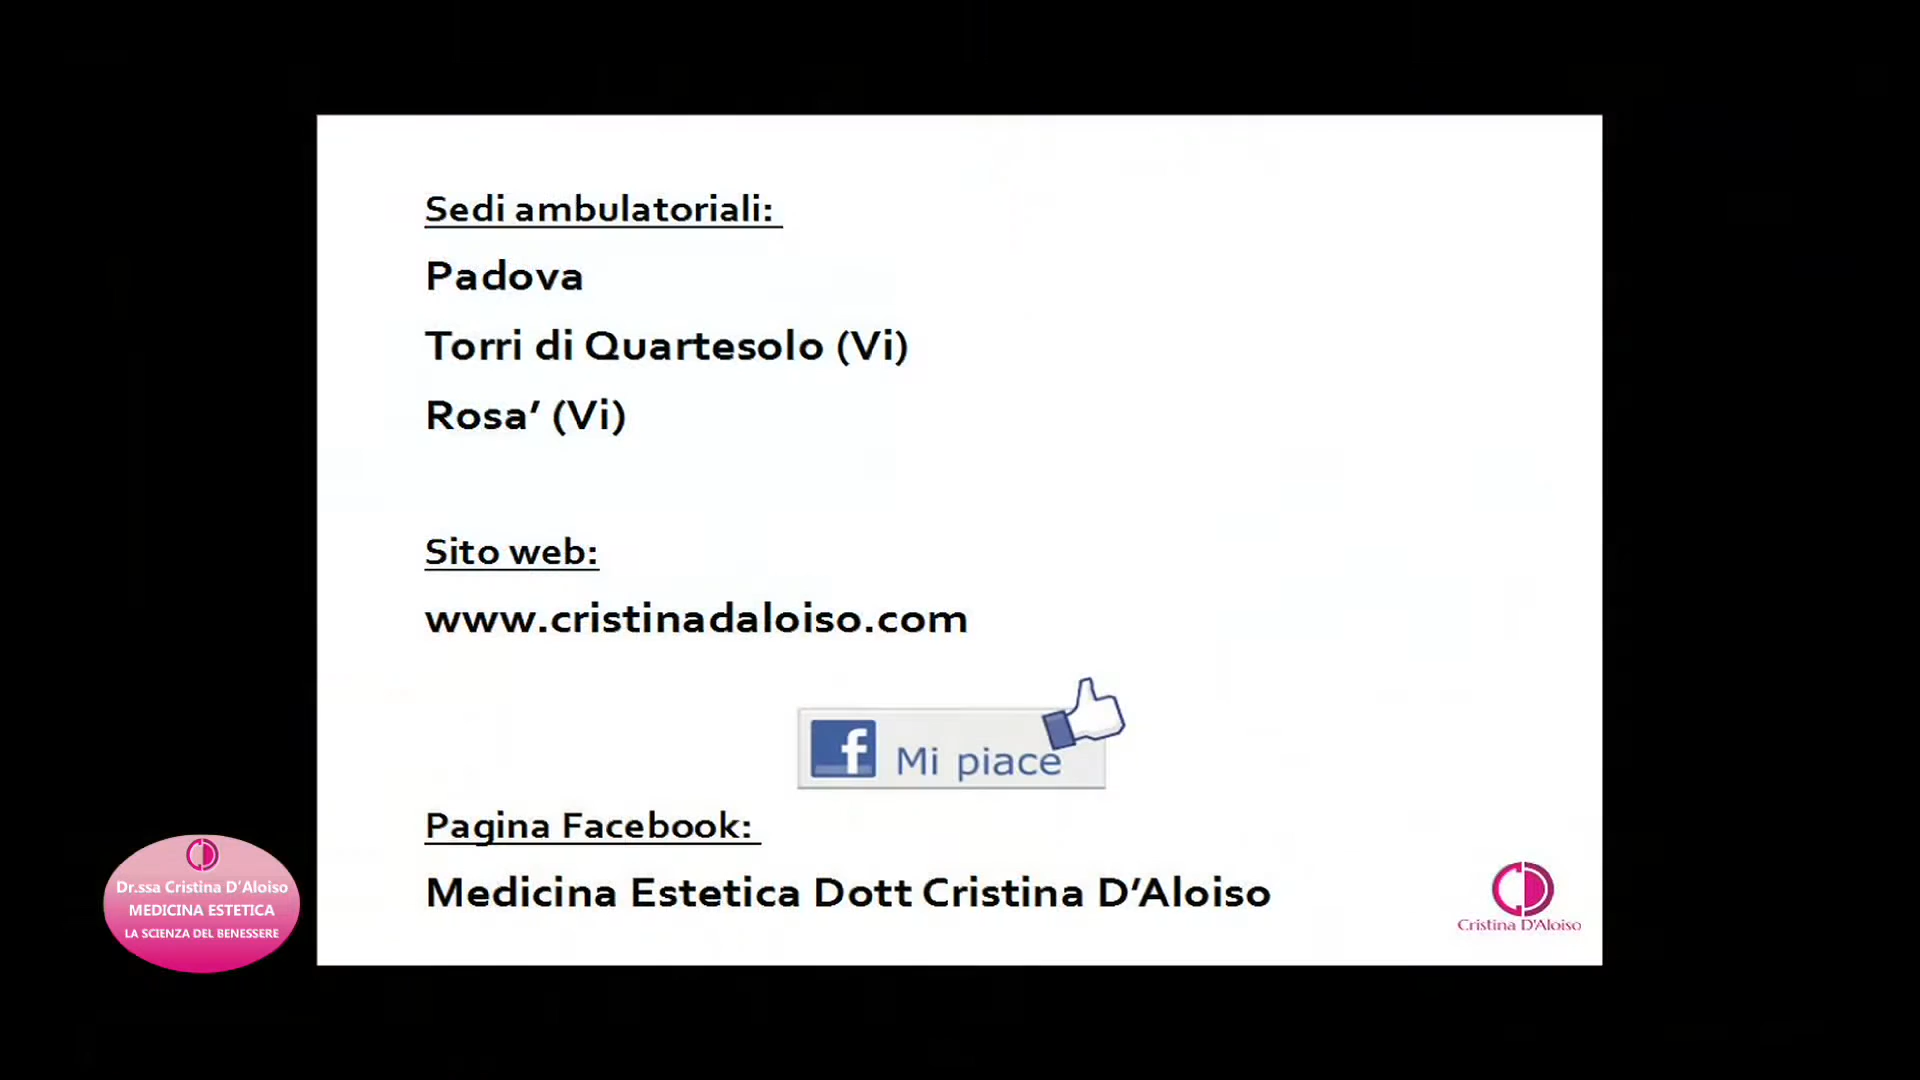 Sedi ambulatoriali:
Padova
Torri di Quartesolo (Vi)
Rosa’ (Vi)
Sito web:
www.cristinadaloiso.com
f Mi piace
Pagina Facebook:
Medicina Estetica Dott Cristina D’Aloiso
Dr.ssa Cristina D’Aloiso
MEDICINA ESTETICA
LA SCIENZA DEL BENESSERE
Cristina D’Aloiso